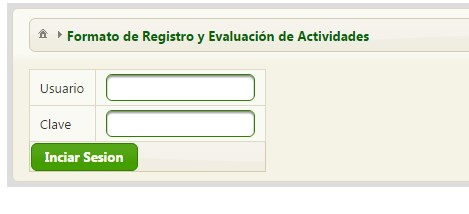 Formato de Registro y Evaluación de Actividades
Usuario
Clave
Inciar Sesion